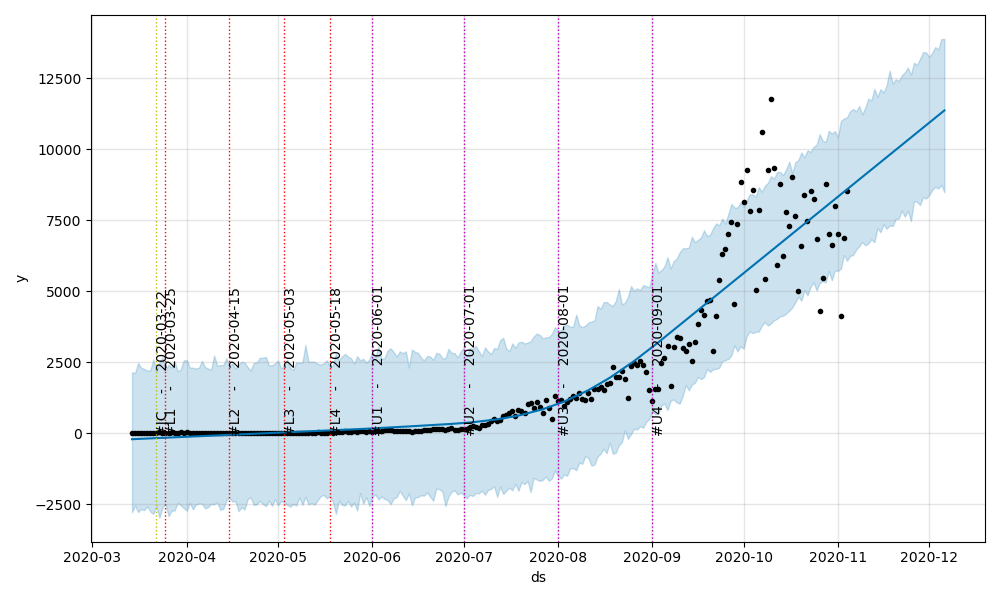 12500
10000
7500
5000
2500
0
−2500
y
#JC - 2020-03-22
#L1 - 2020-03-25
#L2 - 2020-04-15
#L3 - 2020-05-03
#L4 - 2020-05-18
#U1 - 2020-06-01
#U2 - 2020-07-01
#U3 - 2020-08-01
#U4 - 2020-09-01
2020-03 2020-04 2020-05 2020-06 2020-07 2020-08 2020-09 2020-10 2020-11 2020-12
ds